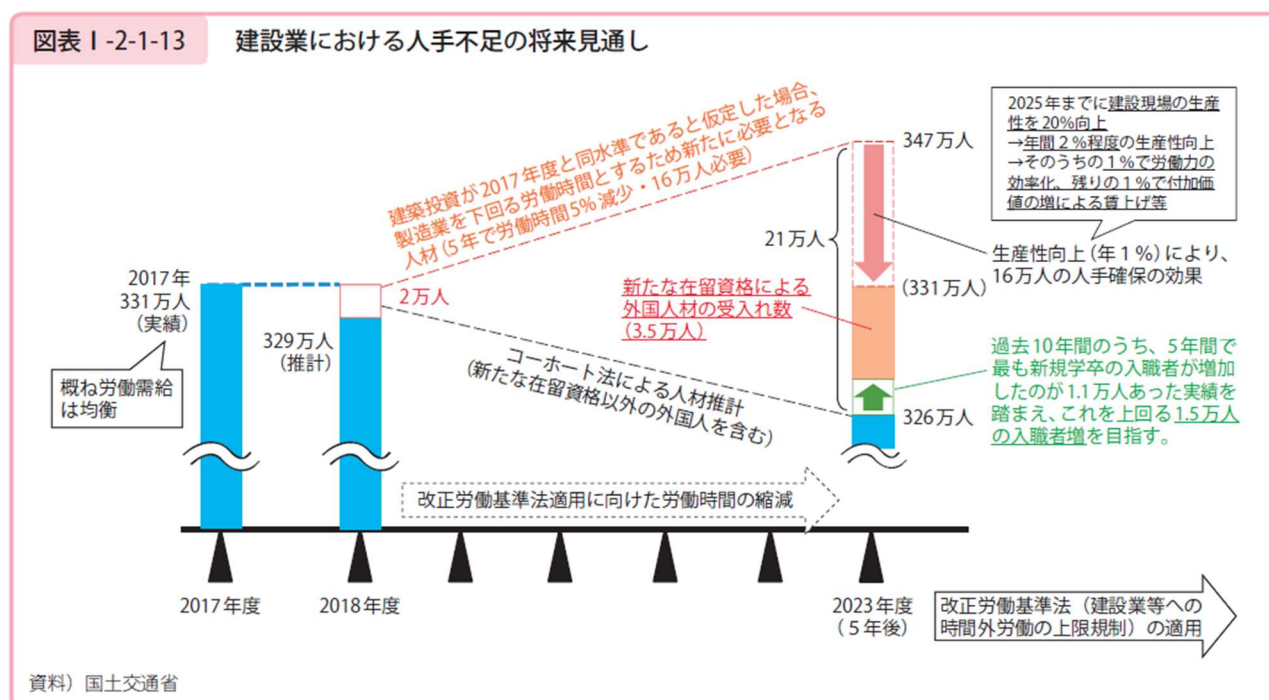 図表 I-2-1-13 建設業における人手不足の将来見通し
建築投資が2017年度と同水準であると仮定した場合、
製造業を下回る労働時間とするため新たに必要となる
人材(5年で労働時間5%減少・16万人必要)
2025年までに建設現場の生産
性を20%向上
→年間2%程度の生産性向上
→そのうちの1%で労働力の
効率化、残りの1%で付加価
値の増による賃上げ等
347万人
21万人
生産性向上(年1%)により、
16万人の人手確保の効果
(331万人)
2017年
331万人
(実績)
2万人
329万人
(推計)
新たな在留資格による
外国人材の受入れ数
(3.5万人)
概ね労働需給
は均衡
コーホート法による人材推計
(新たな在留資格以外の外国人を含む)
過去10年間のうち、5年間で
最も新規学卒の入職者が増加
したのが1.1万人あった実績を
踏まえ、これを上回る1.5万人
の入職者増を目指す。
326万人
改正労働基準法適用に向けた労働時間の縮減
2017年度
2018年度
2023年度
(5年後)
改正労働基準法(建設業等への
時間外労働の上限規制)の適用
資料)国土交通省